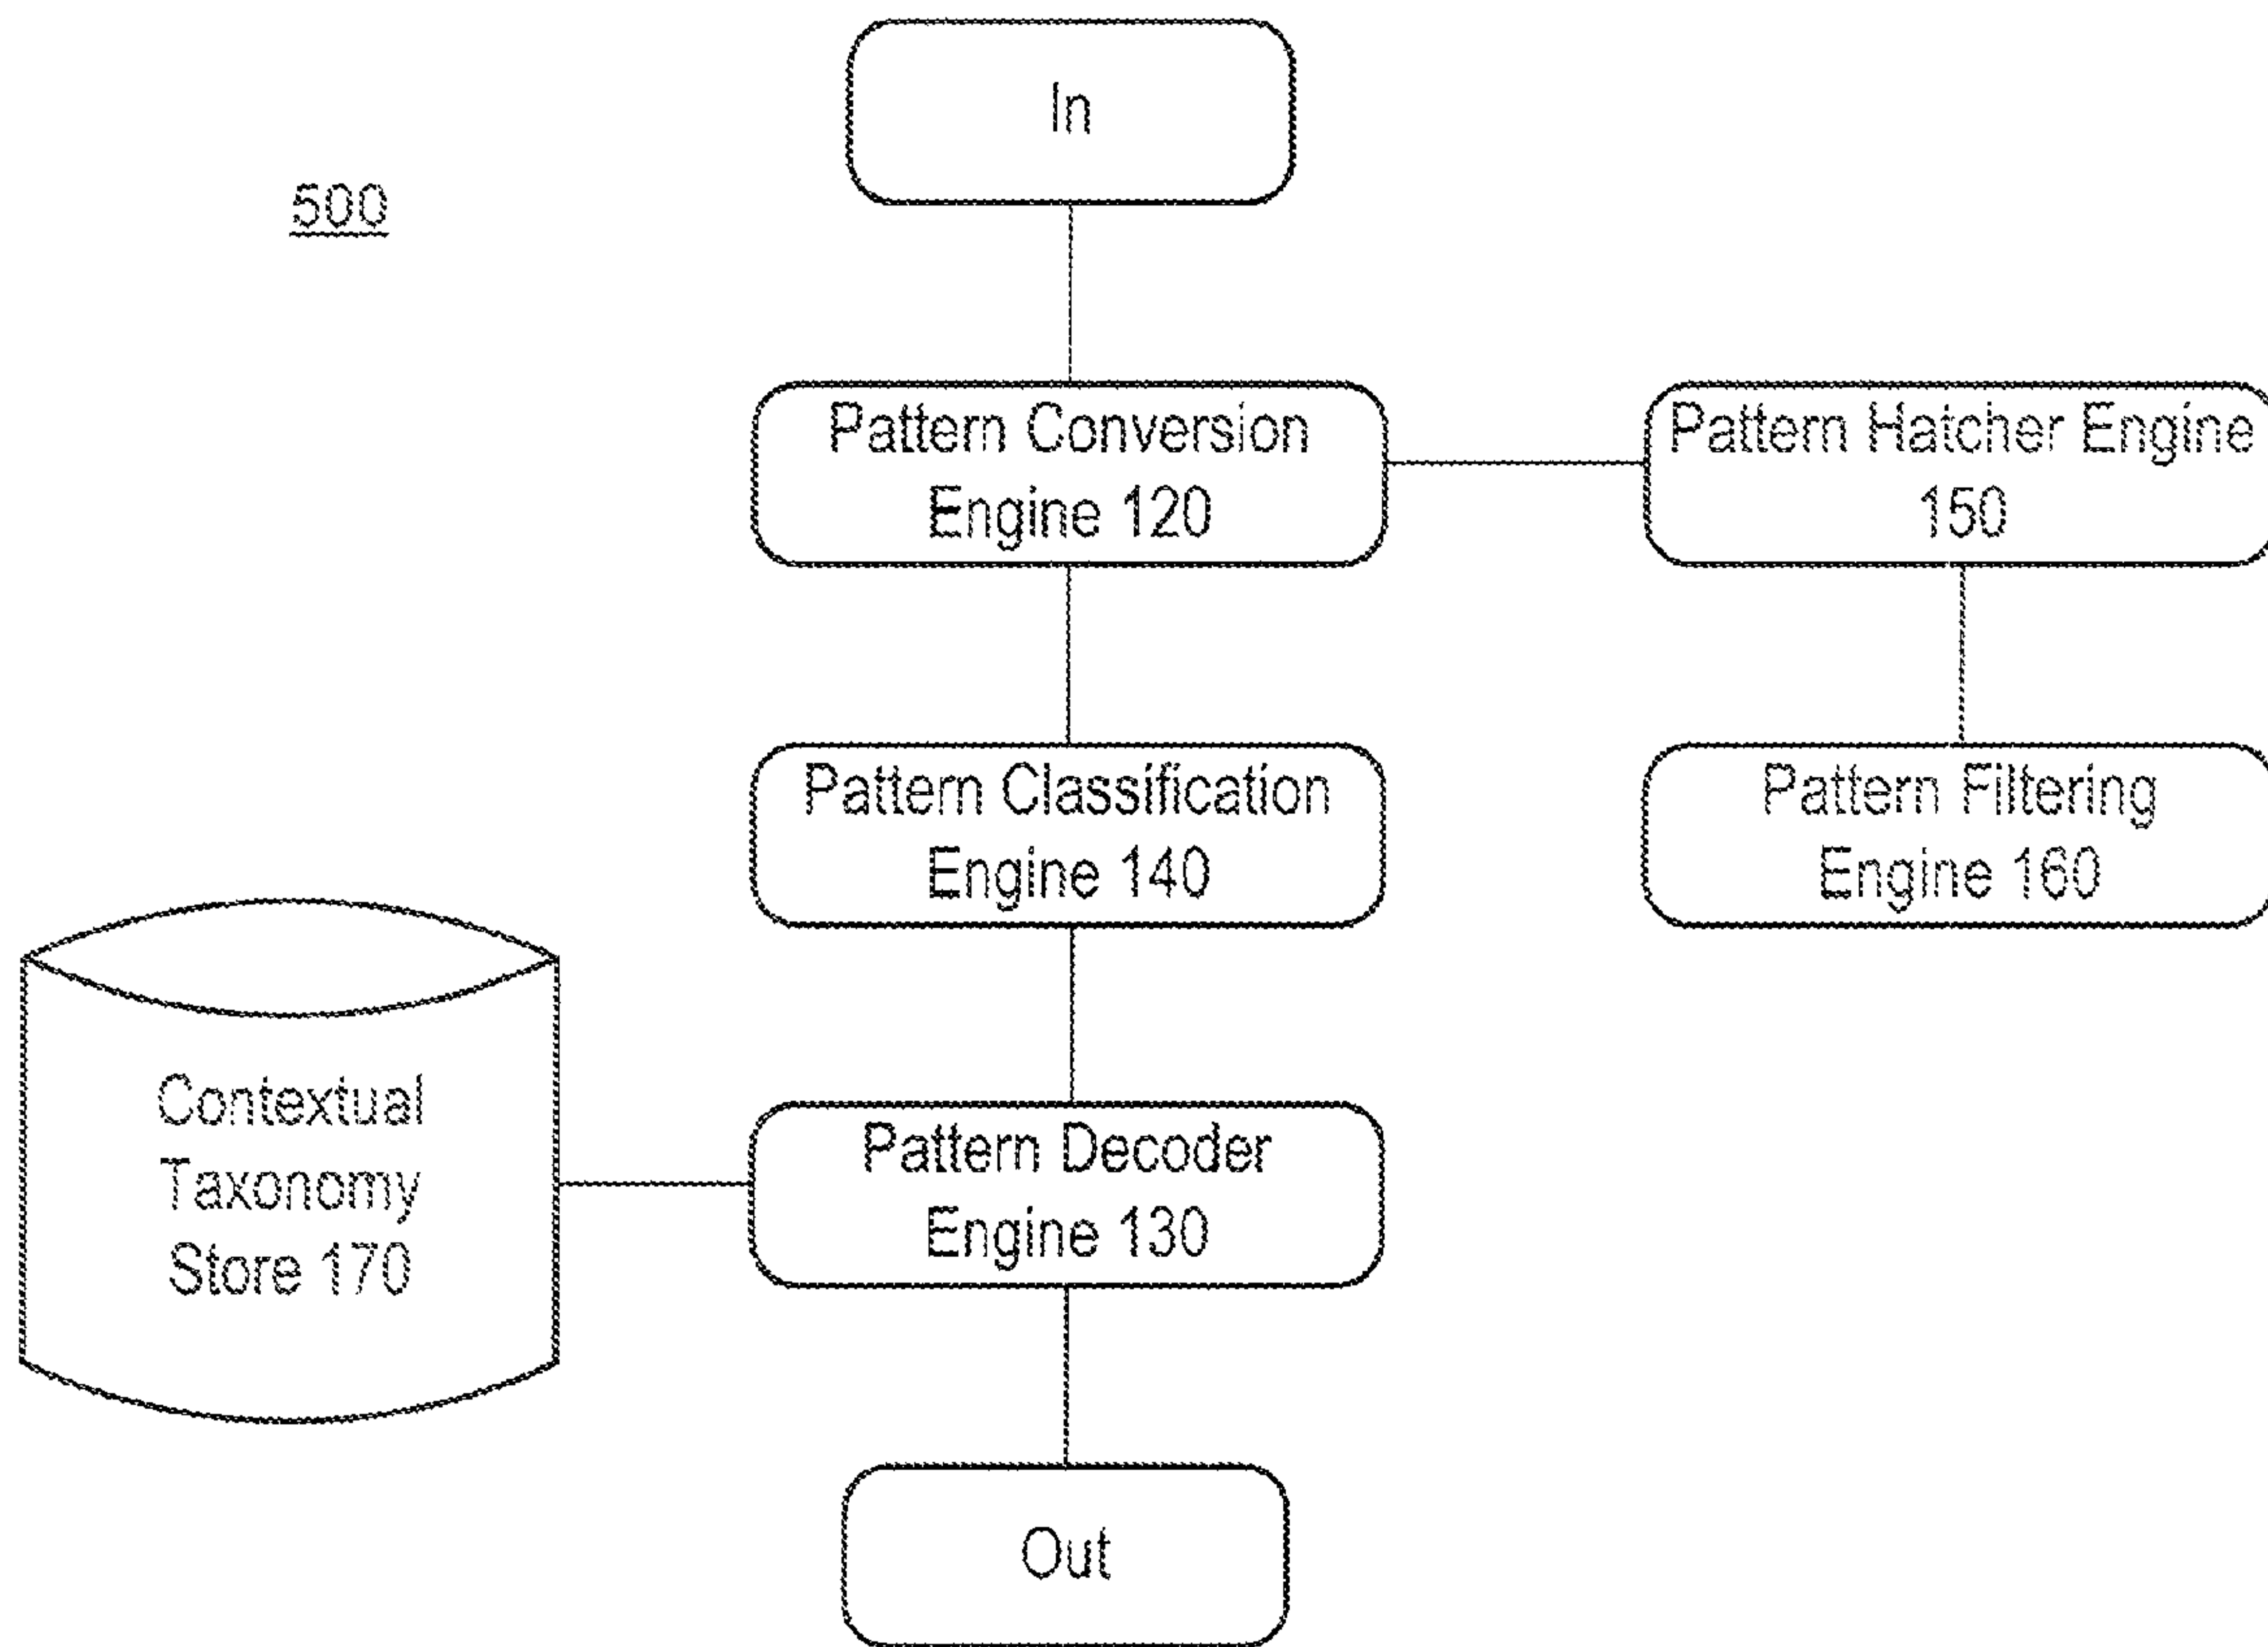 In
500
Pattern Conversion
Engine 120
Pattern Hatcher Engine
150
Pattern Classification
Engine 140
Pattern Filtering
Engine 160
Contextual
Taxonomy
Store 170
Pattern Decoder
Engine 130
Out